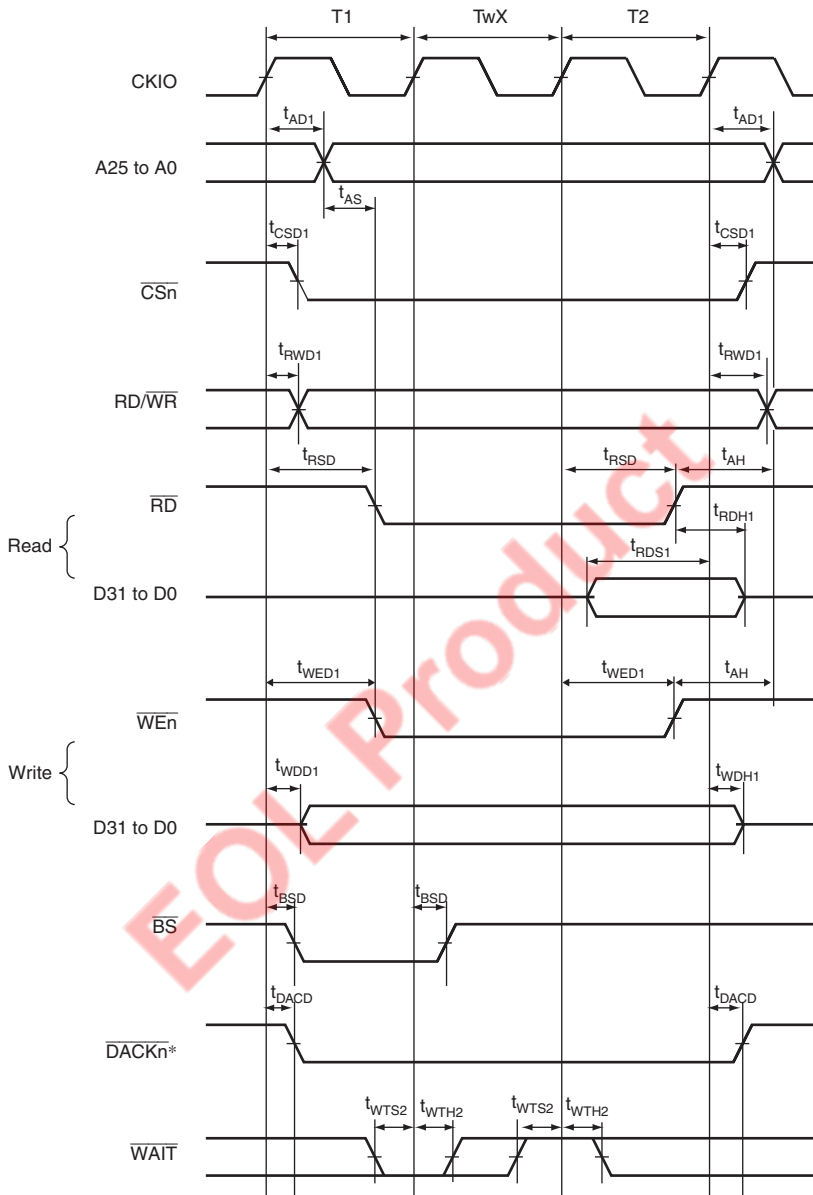 T1 TwX T2
CKIO
tAD1 tAD1
A25 to A0
tAS
tCSD1 tCSD1
CSn
tRWD1 tRWD1
RD/WR
tRSD tRSD tAH
RD
tRDH1
Read
tRDS1
D31 to D0
tWED1 tWED1 tAH
WEn
Write
tWDD1 tWDH1
D31 to D0
tBSD tBSD
BS
tDACD tDACD
DACKn*
tWTS2 tWTH2 tWTS2 tWTH2
WAIT
EOL Product